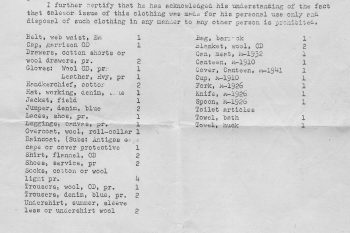 I further certify that he has acknowledged his understanding of the fact
that salvor issue of this clothing was made for his personal use only and
disposal of such clothing in any manner to any other person is prohibited.
Belt, web waist, EM 1
Cap, Garrison OD 1
Drawers, cotton shorts or
wool drawers, pr. 2
Gloves: Wool OD, pr. 1
Leather, Hvy, pr 1
Handkerchief, cotton 2
Hat, working, denim, 1
Jacket, field 1
Jumper, denim, blue 2
Laces, shoe, pr. 1
Leggings, canvas, pr. 1
Overcoat, wool, roll-collar 1
Raincoat, (Subs: Antigas
cape or cover protective 1
Shirt, flannel, OD 2
Shoes, service, pr 2
Socks, cotton or wool
light pr. 4
Trousers, wool, OD, pr. 1
Trousers, denim, blue, pr. 2
Undershirt, summer, sleeve
less or undershirt wool 2
Bag, barrack 1
Blanket, wool, OD 2
Can, meat, M-1932 1
Canteen, M-1910 1
Cover, Canteen, M-1941 1
Cup, M-1910 1
Fork, M-1926 1
Knife, M-1926 1
Spoon, M-1926 1
Toilet articles
Towel, bath 1
Towel, huck 1